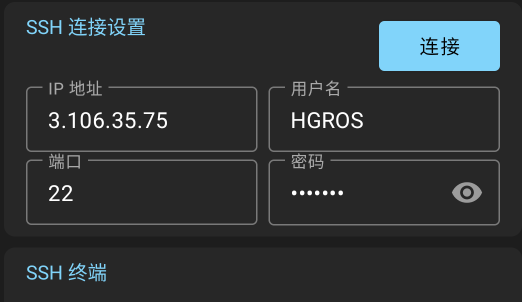 SSH 连接设置
连接
IP 地址
3.106.35.75
用户名
HGROS
端口
22
密码
•••••••
SSH 终端